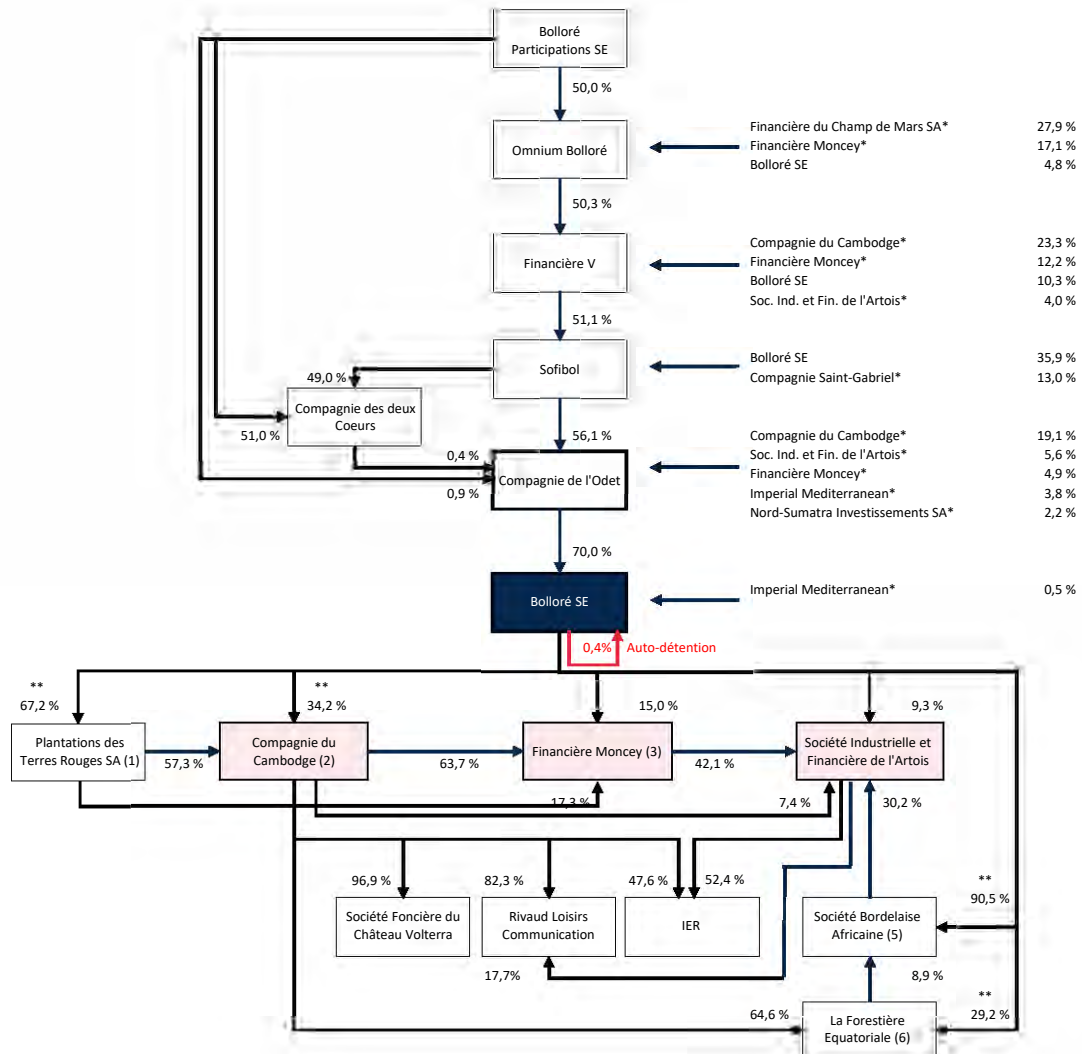 Bolloré
Participations SE
50,0 %
Omnium Bolloré
Financière du Champ de Mars SA* 27,9 %
Financière Moncey* 17,1 %
Bolloré SE 4,8 %
50,3 %
Financière V
Compagnie du Cambodge* 23,3 %
Financière Moncey* 12,2 %
Bolloré SE 10,3 %
Soc. Ind. et Fin. de l'Artois* 4,0 %
51,1 %
Sofibol
Bolloré SE 35,9 %
Compagnie Saint-Gabriel* 13,0 %
49,0 %
Compagnie des deux
Coeurs
51,0 %
56,1 %
0,4 %
0,9 %
Compagnie de l'Odet
Compagnie du Cambodge* 19,1 %
Soc. Ind. et Fin. de l'Artois* 5,6 %
Financière Moncey* 4,9 %
Imperial Mediterranean* 3,8 %
Nord-Sumatra Investissements SA* 2,2 %
70,0 %
Bolloré SE
Imperial Mediterranean* 0,5 %
0,4% Auto-détention
** **
67,2 % 34,2 % 15,0 % 9,3 %
Plantations des
Terres Rouges SA (1)
57,3 %
Compagnie du
Cambodge (2)
63,7 %
Financière Moncey (3)
42,1 %
Société Industrielle et
Financière de l'Artois
17,3 % 7,4 % 30,2 %
96,9 % 82,3 % 47,6 % 52,4 %
**
90,5 %
Société Foncière du
Château Volterra
Rivaud Loisirs
Communication
IER
Société Bordelaise
Africaine (5)
17,7% 8,9 %
**
64,6 % 29,2 %
La Forestière
Equatoriale (6)